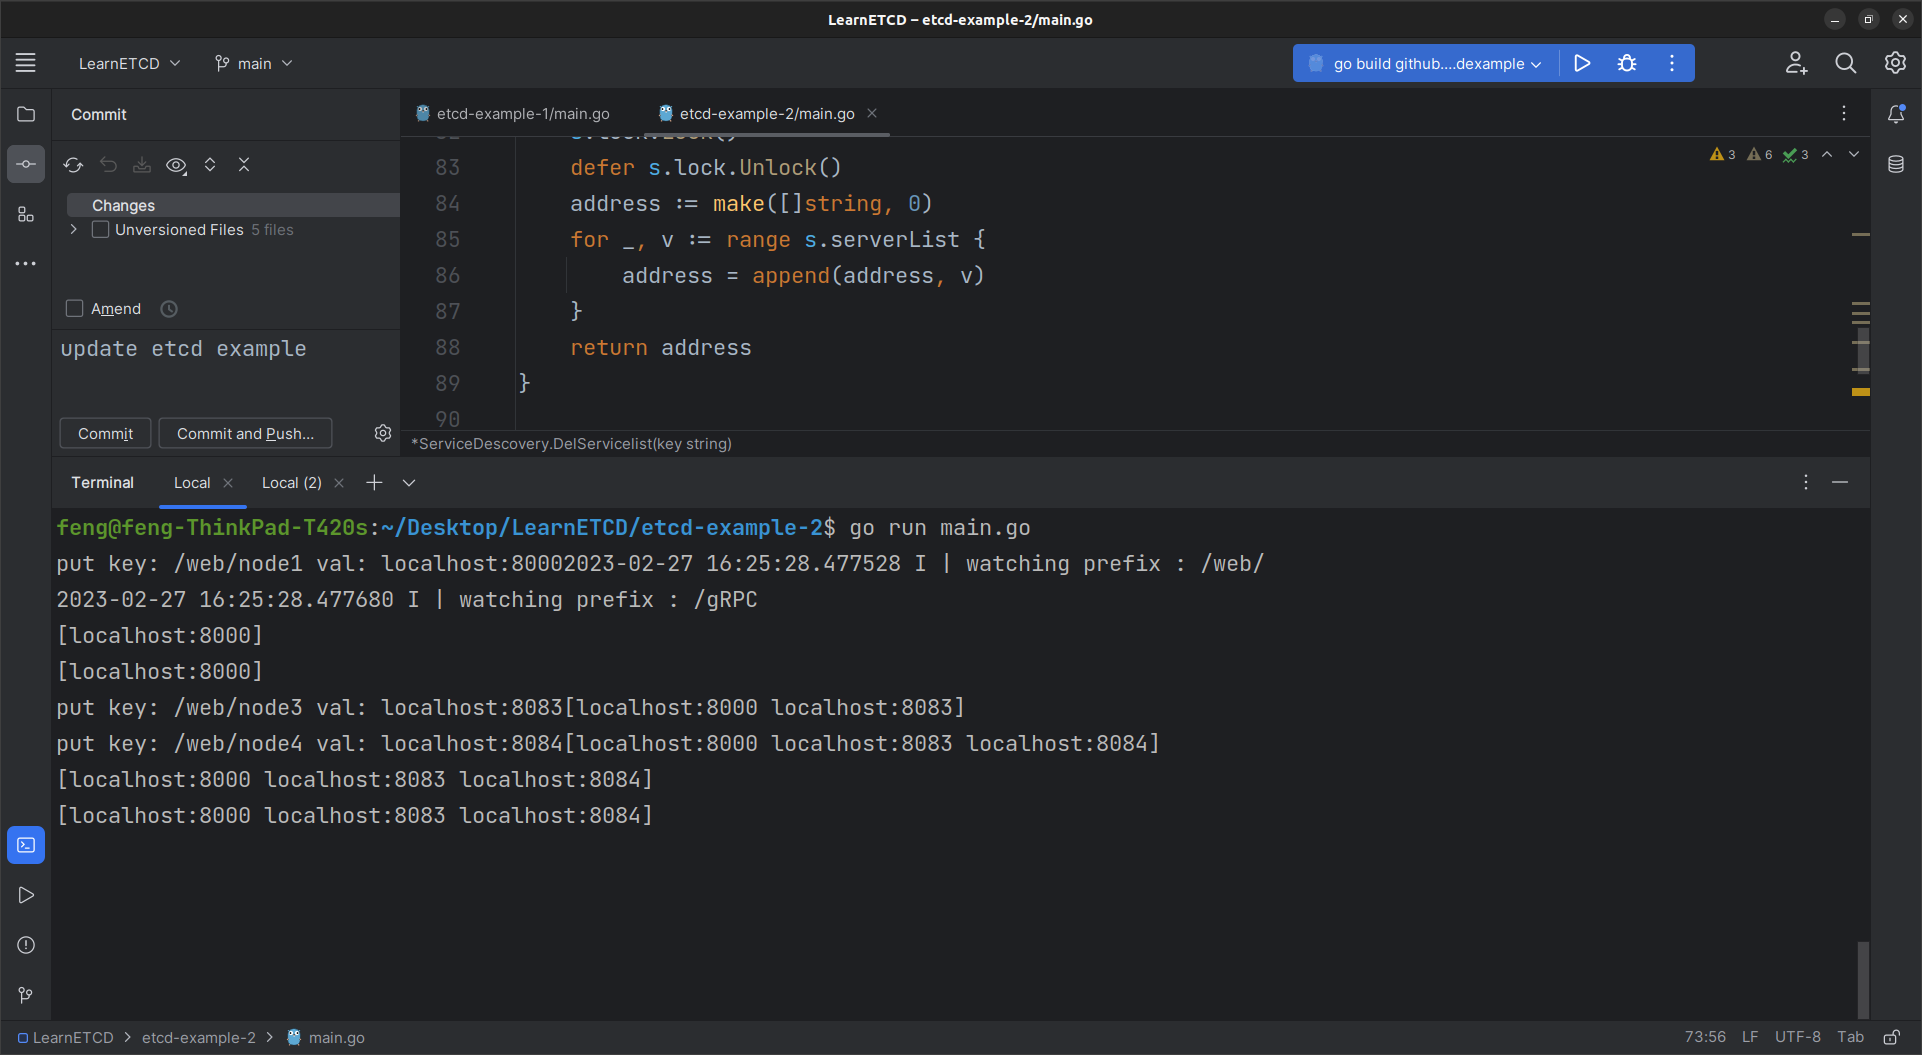 LearnETCD – etcd-example-2/main.go
LearnETCD
main
go build github....dexample
Commit
etcd-example-1/main.go
etcd-example-2/main.go
83 defer s.lock.Unlock()
84 address := make([]string, 0)
85 for _, v := range s.serverList {
86 address = append(address, v)
87 }
88 return address
89 }
90
3 6 3
Changes
Unversioned Files 5 files
Amend
update etcd example
Commit
Commit and Push...
*ServiceDescovery.DelServicelist(key string)
Terminal
Local
Local (2)
feng@feng-ThinkPad-T420s:~/Desktop/LearnETCD/etcd-example-2$ go run main.go
put key: /web/node1 val: localhost:80002023-02-27 16:25:28.477528 I | watching prefix : /web/
2023-02-27 16:25:28.477680 I | watching prefix : /gRPC
[localhost:8000]
[localhost:8000]
put key: /web/node3 val: localhost:8083[localhost:8000 localhost:8083]
put key: /web/node4 val: localhost:8084[localhost:8000 localhost:8083 localhost:8084]
[localhost:8000 localhost:8083 localhost:8084]
[localhost:8000 localhost:8083 localhost:8084]
LearnETCD > etcd-example-2 > main.go
73:56 LF UTF-8 Tab